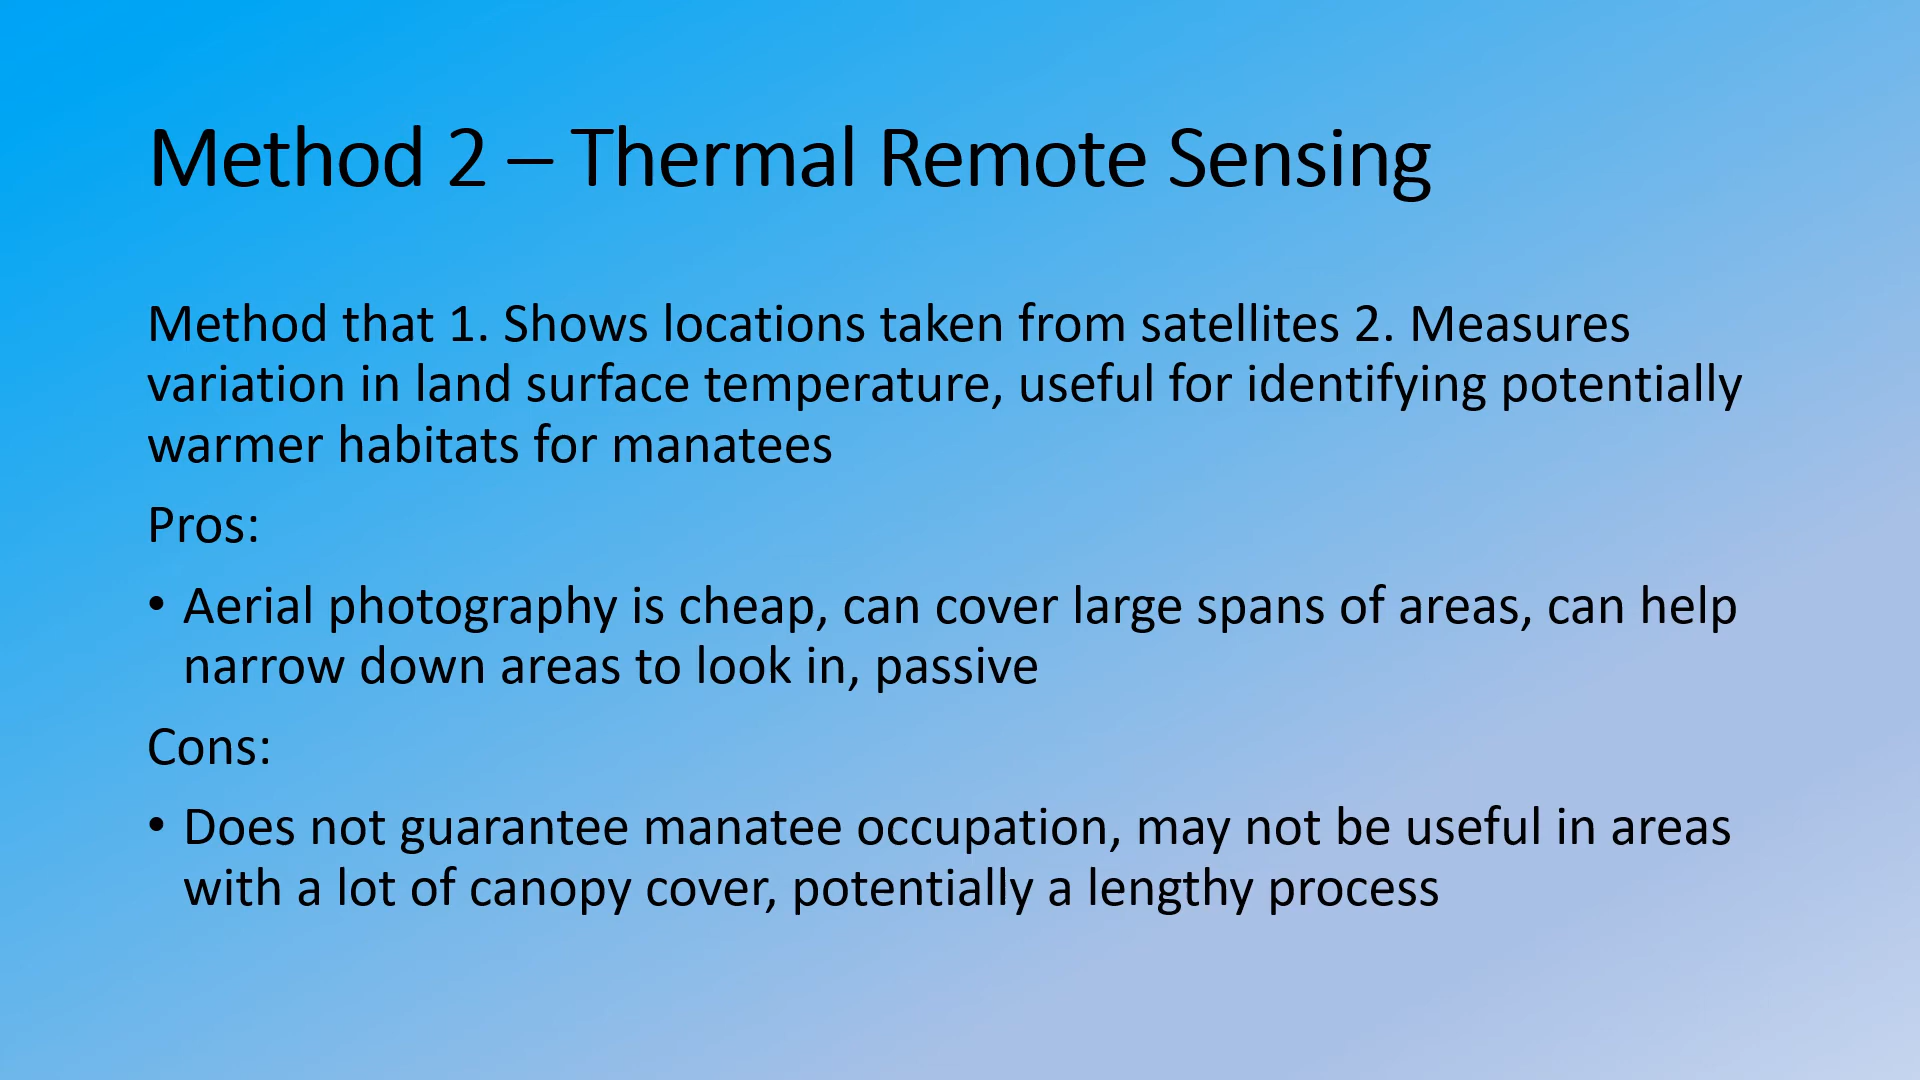 Method 2 – Thermal Remote Sensing
Method that 1. Shows locations taken from satellites 2. Measures
variation in land surface temperature, useful for identifying potentially
warmer habitats for manatees
Pros:
• Aerial photography is cheap, can cover large spans of areas, can help
narrow down areas to look in, passive
Cons:
• Does not guarantee manatee occupation, may not be useful in areas
with a lot of canopy cover, potentially a lengthy process